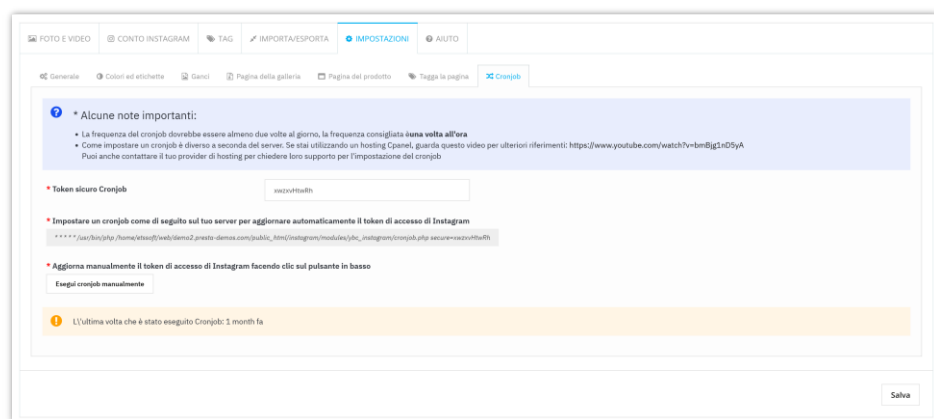 FOTO E VIDEO CONTO INSTAGRAM TAG IMPORTA/ESPORTA IMPOSTAZIONI AIUTO
Generale Colori ed etichette Ganci Pagina della galleria Pagina del prodotto Tagga la pagina Cronjob
* Alcune note importanti:
• La frequenza del cronjob dovrebbe essere almeno due volte al giorno, la frequenza consigliata èuna volta all'ora
• Come impostare un cronjob è diverso a seconda del server. Se stai utilizzando un hosting Cpanel, guarda questo video per ulteriori riferimenti: https://www.youtube.com/watch?v=bmBjg1nD5yA
Puoi anche contattare il tuo provider di hosting per chiedere loro supporto per l'impostazione del cronjob
* Token sicuro Cronjob xwzxvHtwRh
* Impostare un cronjob come di seguito sul tuo server per aggiornare automaticamente il token di accesso di Instagram
* * * * * /usr/bin/php /home/etssoft/web/demo2.presta-demos.com/public_html/instagram/modules/ybc_instagram/cronjob.php secure=xwzxvHtwRh
* Aggiorna manualmente il token di accesso di Instagram facendo clic sul pulsante in basso
Esegui cronjob manualmente
L\'ultima volta che è stato eseguito Cronjob: 1 month fa
Salva